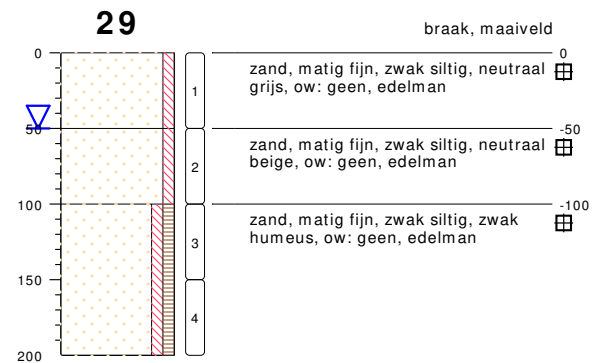 29
braak, maaiveld
0
0
zand, matig fijn, zwak siltig, neutraal
grijs, ow: geen, edelman
1
50
-50
zand, matig fijn, zwak siltig, neutraal
beige, ow: geen, edelman
2
100
-100
zand, matig fijn, zwak siltig, zwak
humeus, ow: geen, edelman
3
150
4
200